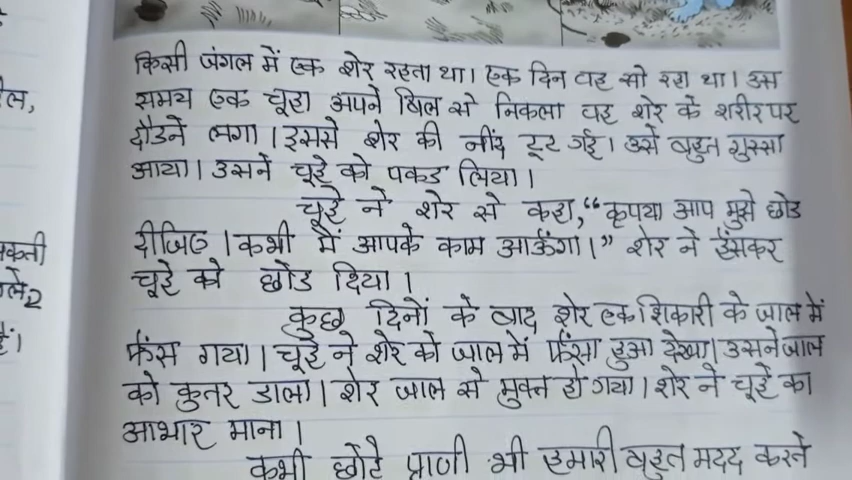 किसी जंगल में एक शेर रहता था। एक दिन वह सो रहा था। उस
समय एक चूहा अपने बिल से निकला वह शेर के शरीर पर
दौडने लगा। इससे शेर की नींद टूट गई। उसे बहुत गुस्सा
आया। उसने चूहे को पकड लिया।
चूहे ने शेर से कहा, “कृपया आप मुझे छोड
दीजिए। कभी मैं आपके काम आऊंगा।” शेर ने हंसकर
चूहे को छोड दिया।
कुछ दिनों के बाद शेर एक शिकारी के जाल में
फंस गया। चूहे ने शेर को जाल में फंसा हुआ देखा। उसने जाल
को कुतर डाला। शेर जाल से मुक्त हो गया। शेर ने चूहे का
आभार माना।
कभी छोटे प्राणी भी हमारी बहुत मदद करते